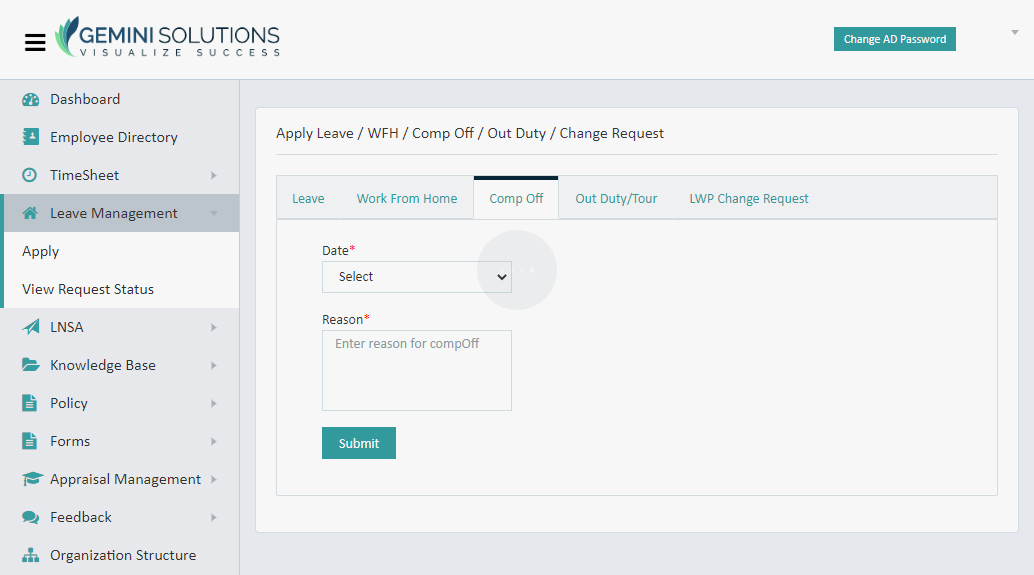 GEMINI SOLUTIONS
VISUALIZE SUCCESS
Change AD Password
Dashboard
Employee Directory
TimeSheet
Leave Management
Apply
View Request Status
LNSA
Knowledge Base
Policy
Forms
Appraisal Management
Feedback
Organization Structure
Apply Leave / WFH / Comp Off / Out Duty / Change Request
Leave Work From Home Comp Off Out Duty/Tour LWP Change Request
Date*
Select
Reason*
Enter reason for compOff
Submit